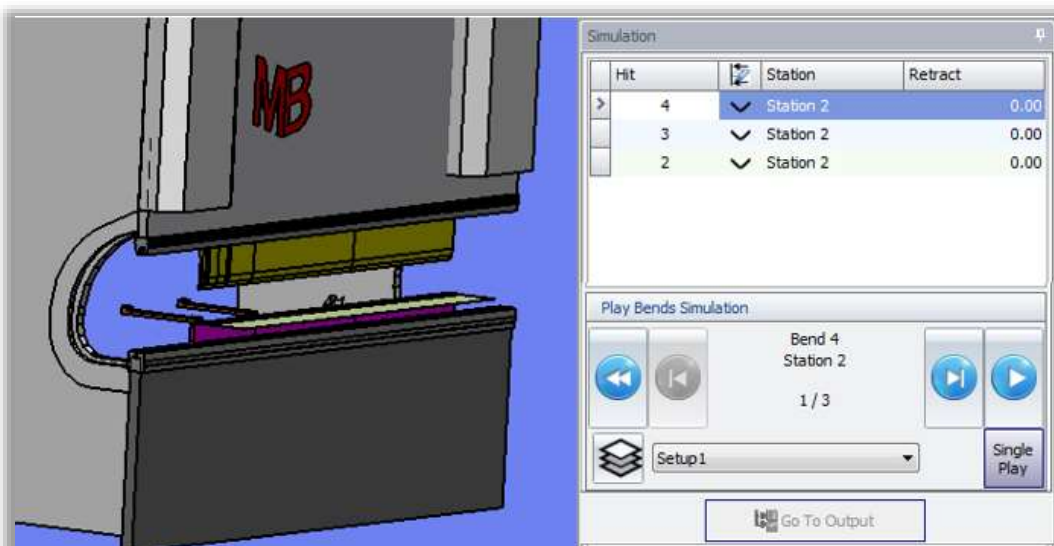 MB
Simulation
Hit Station Retract
4 Station 2 0.00
3 Station 2 0.00
2 Station 2 0.00
Play Bends Simulation
Bend 4
Station 2
1 / 3
Setup1
Single
Play
Go To Output